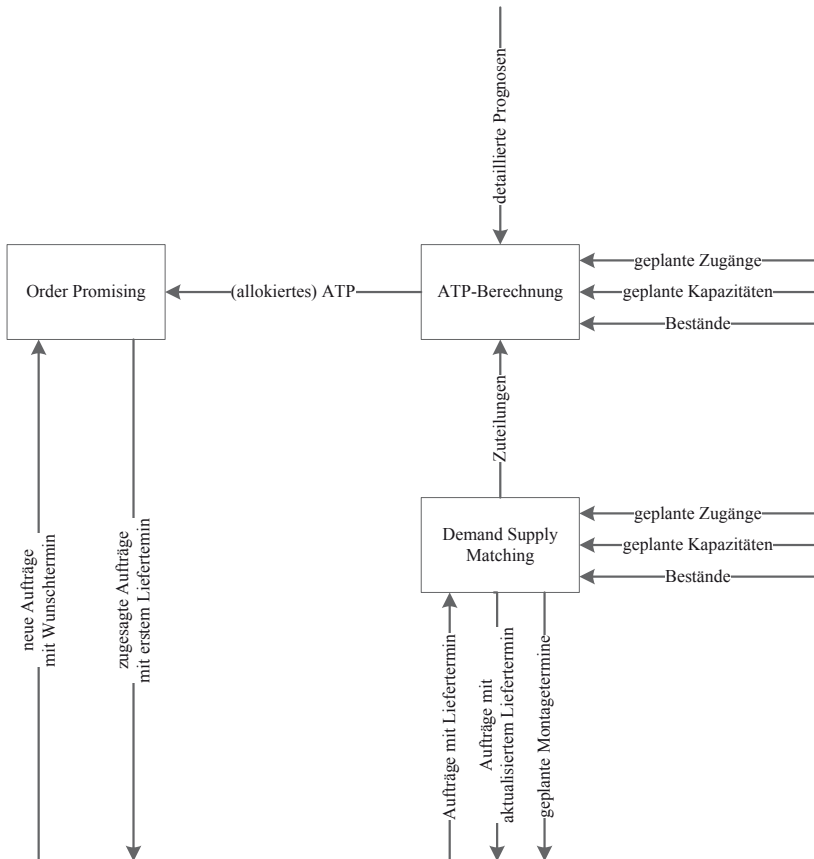 detaillierte Prognosen
Order Promising
(allokiertes) ATP
ATP-Berechnung
geplante Zugänge
geplante Kapazitäten
Bestände
Zuteilungen
Demand Supply
Matching
geplante Zugänge
geplante Kapazitäten
Bestände
neue Aufträge
mit Wunschtermin
zugesagte Aufträge
mit erstem Liefertemin
Aufträge mit Liefertermin
Aufträge mit
aktualisiertem Liefertermin
geplante Montagetermine